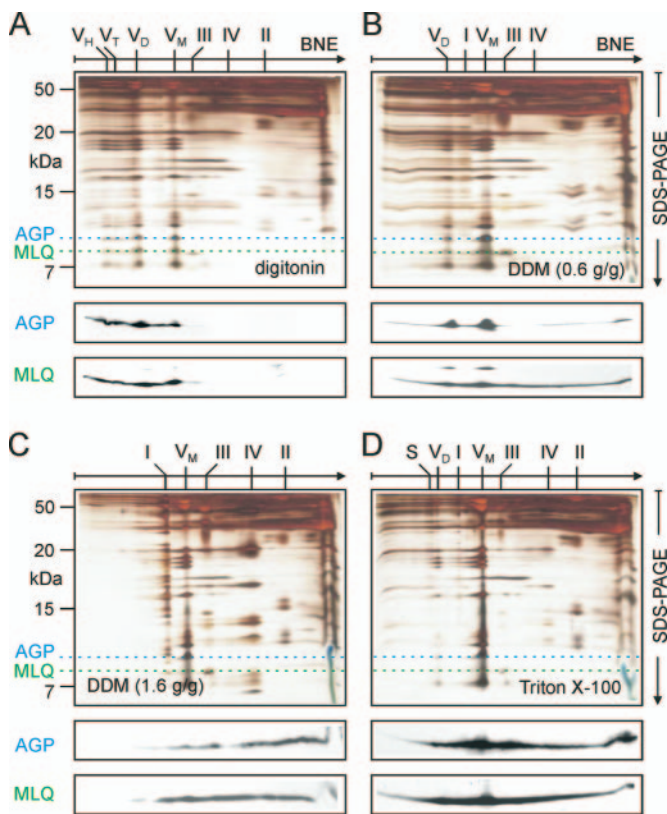 A
V_H V_T V_D V_M III IV II BNE
50
20
kDa
15
AGP
MLQ
7
digitonin
AGP
MLQ
B
V_D I V_M III IV BNE
DDM (0.6 g/g)
SDS-PAGE
C
I V_M III IV II
50
20
kDa
15
AGP
MLQ
7
DDM (1.6 g/g)
AGP
MLQ
D
S V_D I V_M III IV II
Triton X-100
SDS-PAGE